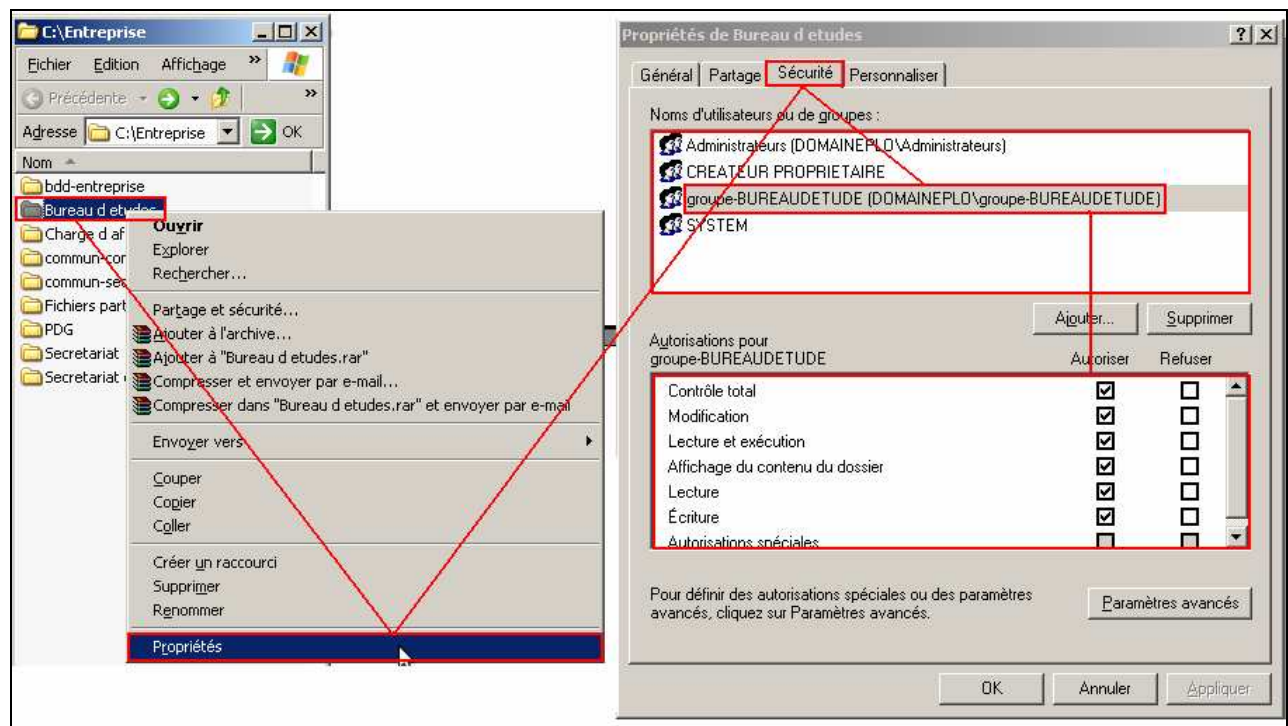 C:\Entreprise
Fichier Edition Affichage »
Précédente »
Adresse C:\Entreprise OK
Nom
bdd-entreprise
Bureau d etudes
Charge d af
commun-cor
commun-sec
Fichiers part
PDG
Secretariat
Secretariat
Ouvrir
Explorer
Rechercher...
Partage et sécurité...
Ajouter à l'archive...
Ajouter à "Bureau d etudes.rar"
Compresser et envoyer par e-mail...
Compresser dans "Bureau d etudes.rar" et envoyer par e-mail
Envoyer vers
Couper
Copier
Coller
Créer un raccourci
Supprimer
Renommer
Propriétés
Propriétés de Bureau d etudes
Général Partage Sécurité Personnaliser
Noms d'utilisateurs ou de groupes :
Administrateurs (DOMAINEPLO\Administrateurs)
CREATEUR PROPRIETAIRE
groupe-BUREAUDETUDE (DOMAINEPLO\groupe-BUREAUDETUDE)
SYSTEM
Ajouter... Supprimer
Autorisations pour
groupe-BUREAUDETUDE Autoriser Refuser
Contrôle total
Modification
Lecture et exécution
Affichage du contenu du dossier
Lecture
Écriture
Autorisations spéciales
Pour définir des autorisations spéciales ou des paramètres
avancés, cliquez sur Paramètres avancés.
Paramètres avancés
OK Annuler Appliquer